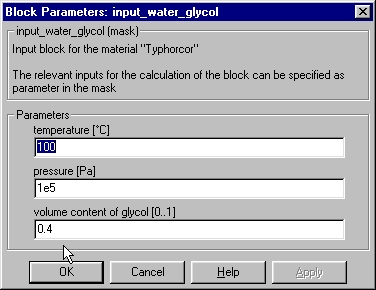 Block Parameters: input_water_glycol
input_water_glycol (mask)
Input block for the material "Typhorcor"
The relevant inputs for the calculation of the block can be specified as
parameter in the mask
Parameters
temperature [°C]
100
pressure [Pa]
1e5
volume content of glycol [0..1]
0.4
OK Cancel Help Apply